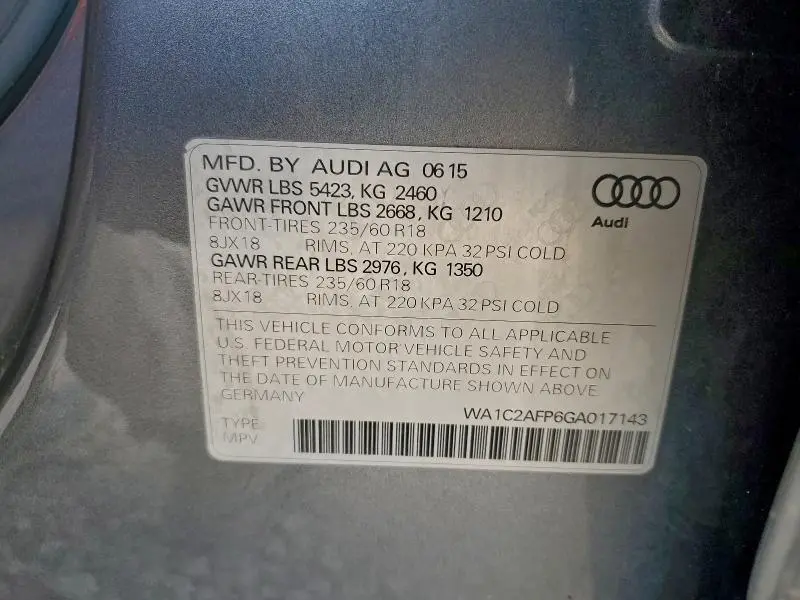 MFD. BY AUDI AG 0615
GVWR LBS 5423, KG 2460
GAWR FRONT LBS 2668, KG 1210
FRONT-TIRES 235/60 R18
8JX18 RIMS, AT 220 KPA 32 PSI COLD
GAWR REAR LBS 2976, KG 1350
REAR-TIRES 235/60 R18
8JX18 RIMS, AT 220 KPA 32 PSI COLD
Audi
THIS VEHICLE CONFORMS TO ALL APPLICABLE
U.S. FEDERAL MOTOR VEHICLE SAFETY AND
THEFT PREVENTION STANDARDS IN EFFECT ON
THE DATE OF MANUFACTURE SHOWN ABOVE
GERMANY
WA1C2AFP6GA017143
TYPE
MPV